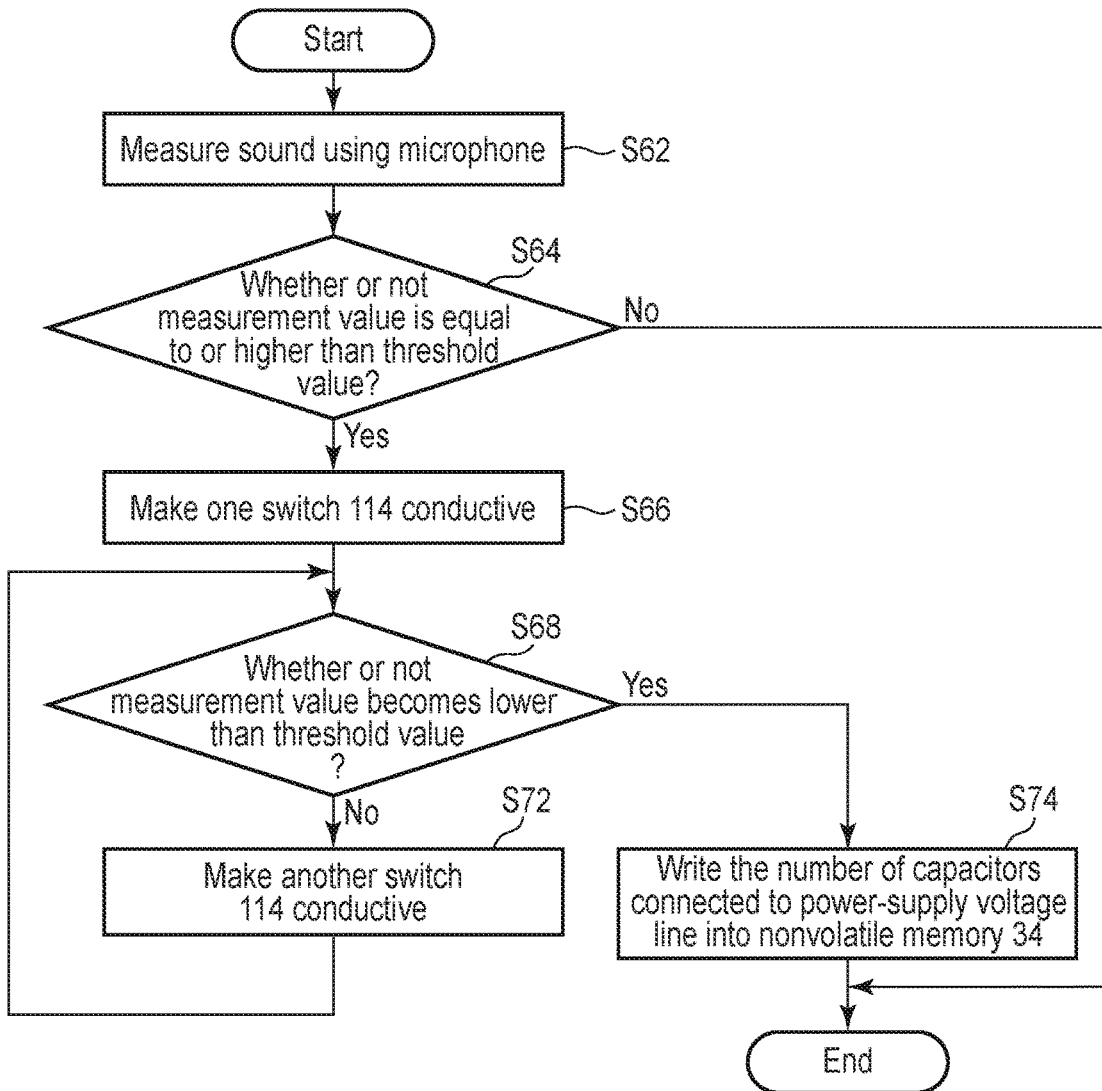 Start
Measure sound using microphone
S62
S64
Whether or not
measurement value is equal
to or higher than threshold
value?
No
Yes
Make one switch 114 conductive
S66
S68
Whether or not
measurement value becomes lower
than threshold value
?
Yes
No
S72
Make another switch
114 conductive
S74
Write the number of capacitors
connected to power-supply voltage
line into nonvolatile memory 34
End